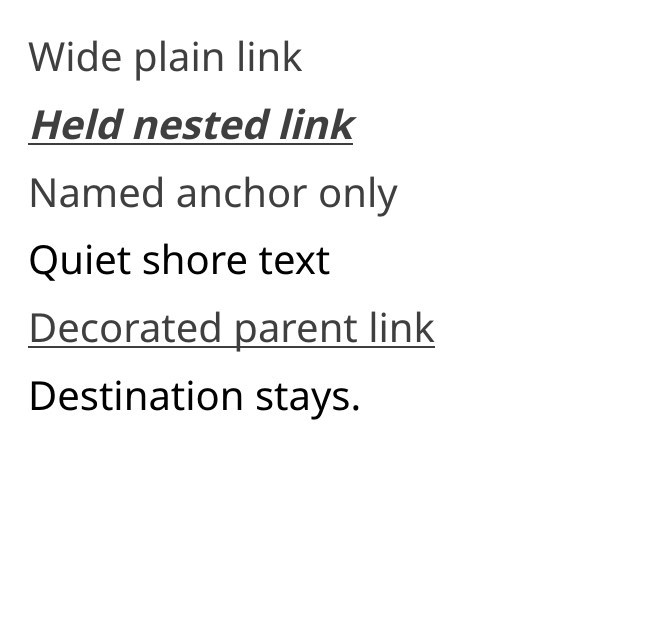 Wide plain link
Held nested link
Named anchor only
Quiet shore text
Decorated parent link
Destination stays.